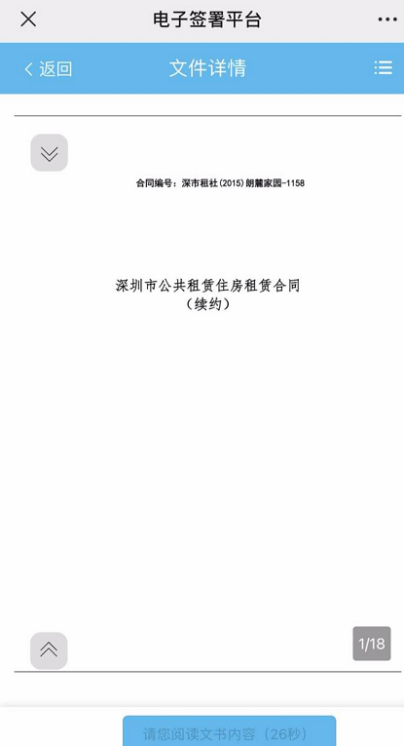 电子签署平台
返回
文件详情
合同编号：深市租社(2015)朗麓家园-1158
深圳市公共租赁住房租赁合同
（续约）
1/18
请您阅读文书内容（26秒）